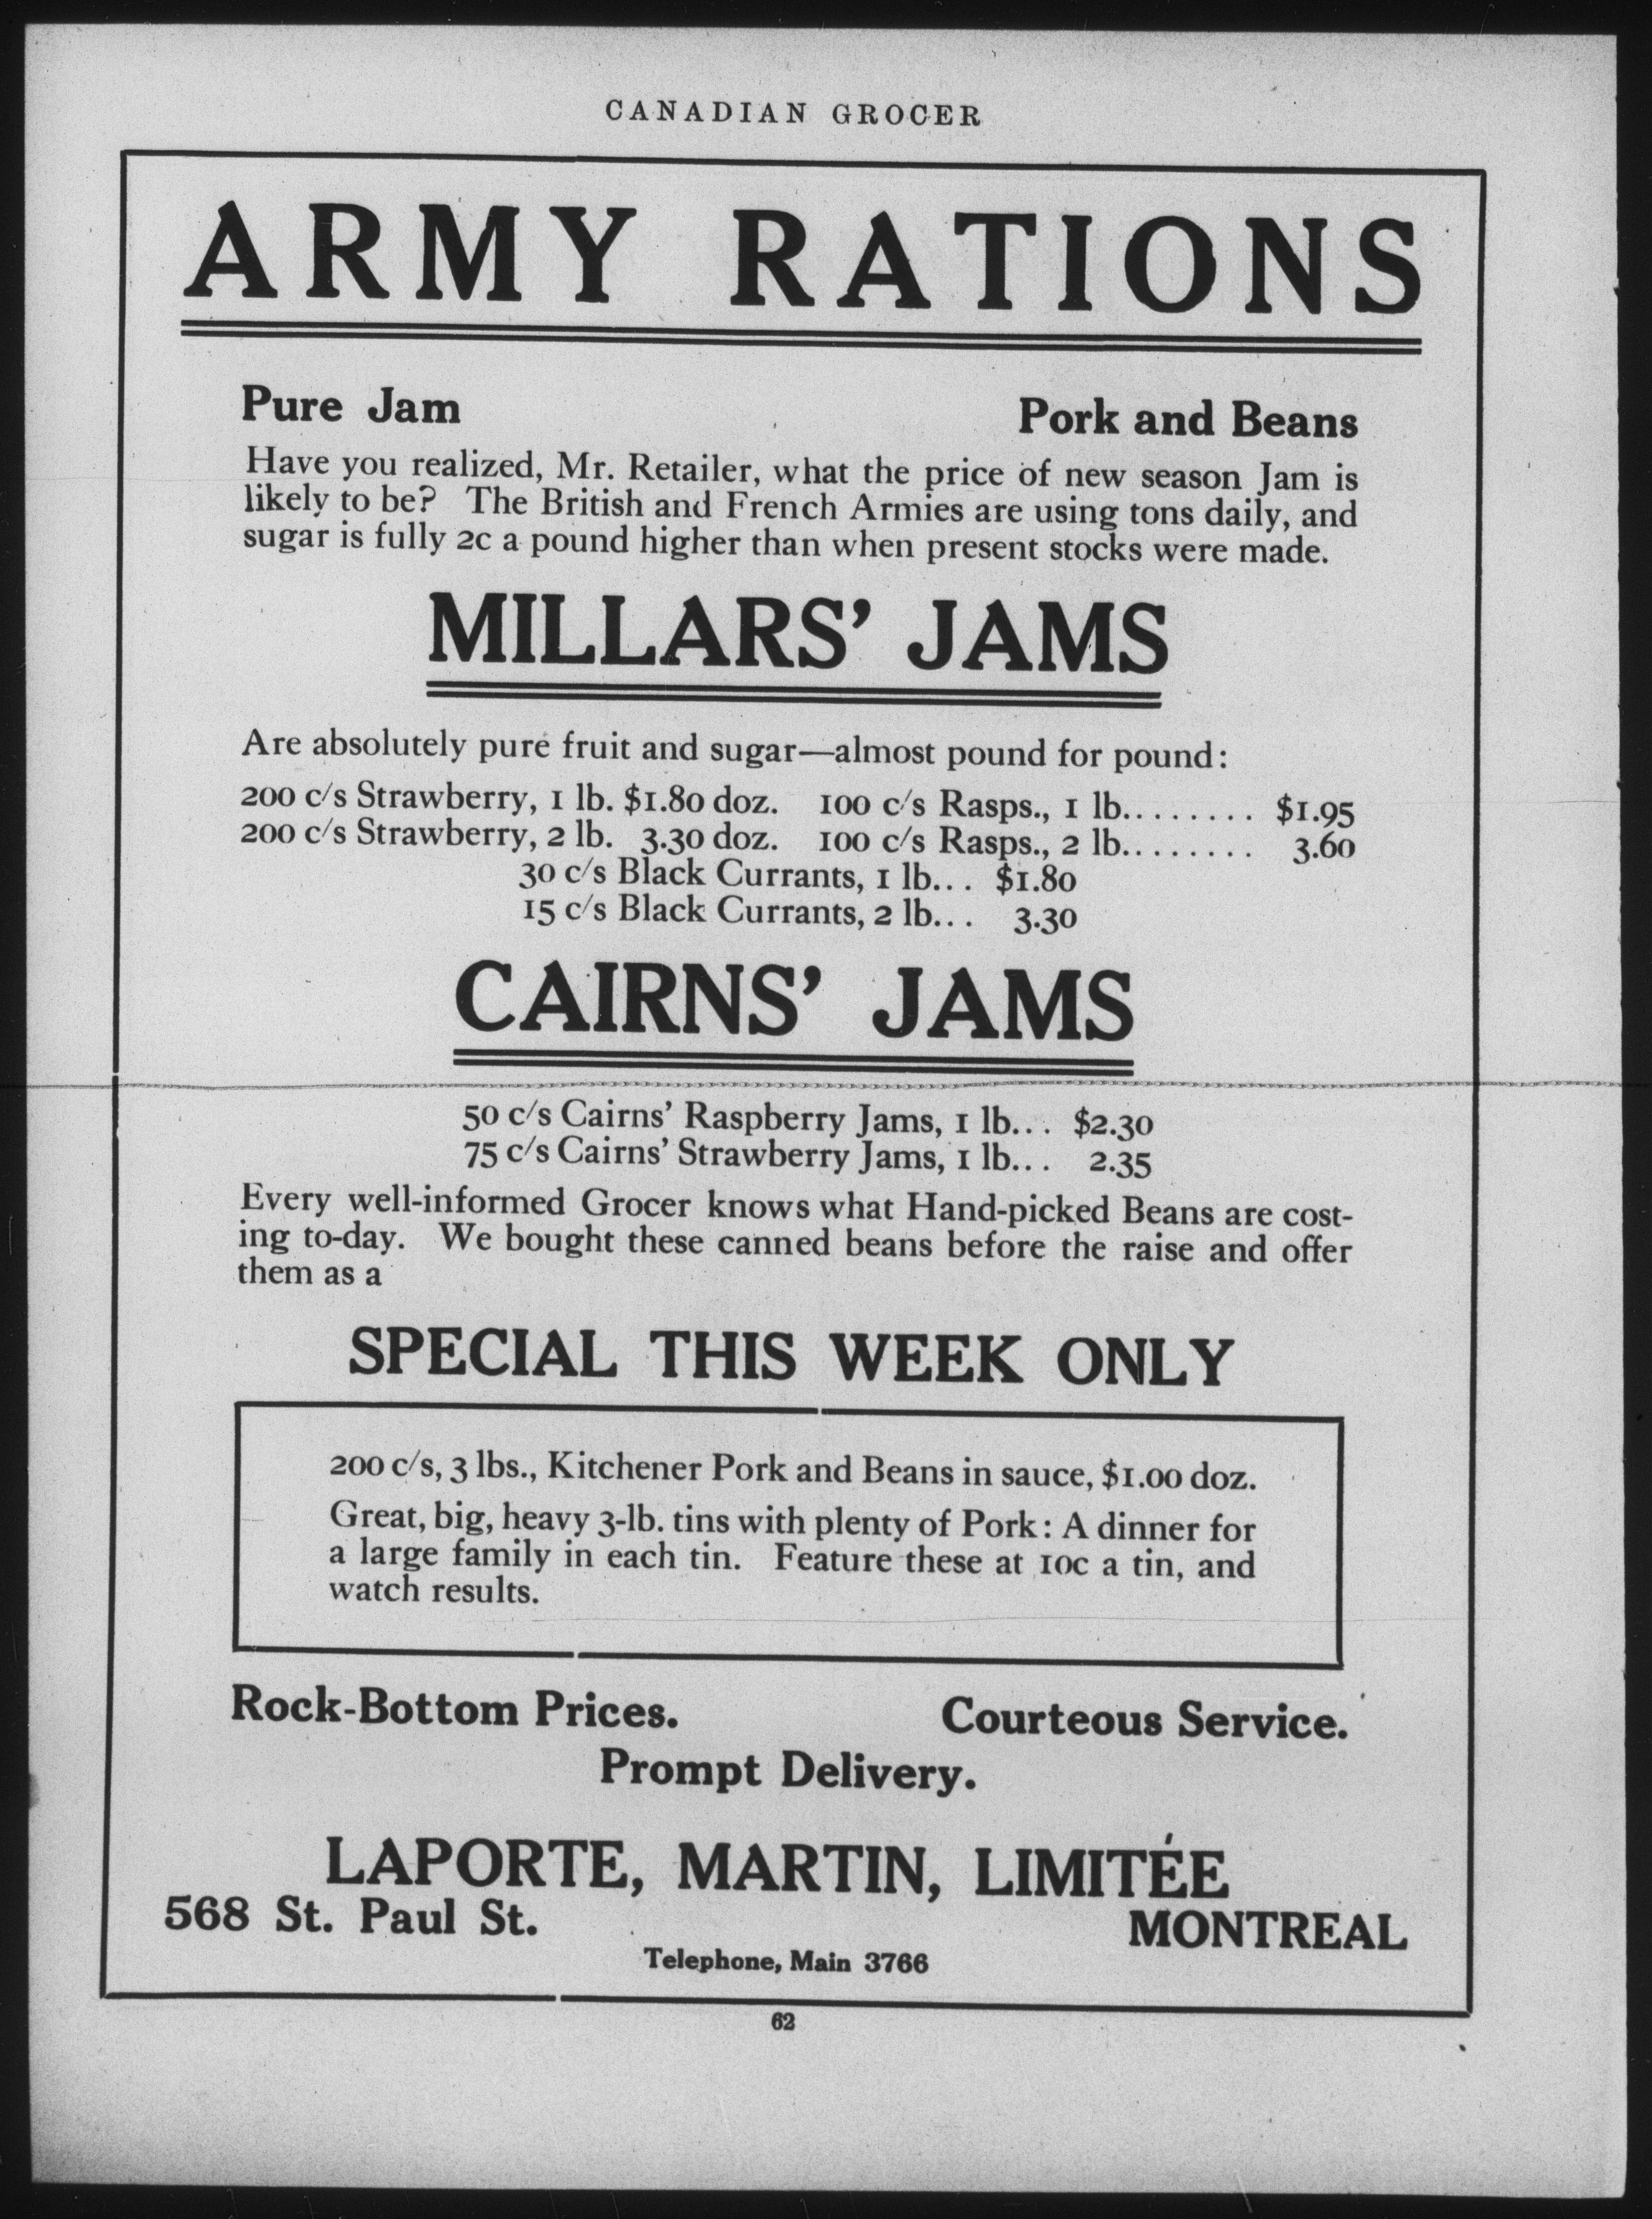 CANADIAN GROCER
ARMY RATIONS
Pure Jam Pork and Beans
Have you realized, Mr. Retailer, what the price of new season Jam is
likely to be? The British and French Armies are using tons daily, and
sugar is fully 2c a pound higher than when present stocks were made.
MILLARS' JAMS
Are absolutely pure fruit and sugar—almost pound for pound:
200 c/s Strawberry, 1 lb. $1.80 doz. 100 c/s Rasps., 1 lb......... $1.95
200 c/s Strawberry, 2 lb. 3.30 doz. 100 c/s Rasps., 2 lb......... 3.60
30 c/s Black Currants, 1 lb... $1.80
15 c/s Black Currants, 2 lb... 3.30
CAIRNS' JAMS
50 c/s Cairns' Raspberry Jams, 1 lb... $2.30
75 c/s Cairns' Strawberry Jams, 1 lb... 2.35
Every well-informed Grocer knows what Hand-picked Beans are cost-
ing to-day. We bought these canned beans before the raise and offer
them as a
SPECIAL THIS WEEK ONLY
200 c/s, 3 lbs., Kitchener Pork and Beans in sauce, $1.00 doz.
Great, big, heavy 3-lb. tins with plenty of Pork: A dinner for
a large family in each tin. Feature these at 10c a tin, and
watch results.
Rock-Bottom Prices. Courteous Service.
Prompt Delivery.
LAPORTE, MARTIN, LIMITÉE
568 St. Paul St. MONTREAL
Telephone, Main 3766
62